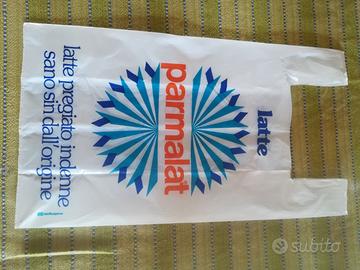 latte
parmalat
latte pregiato indenne
sano sin dall'origine
subito